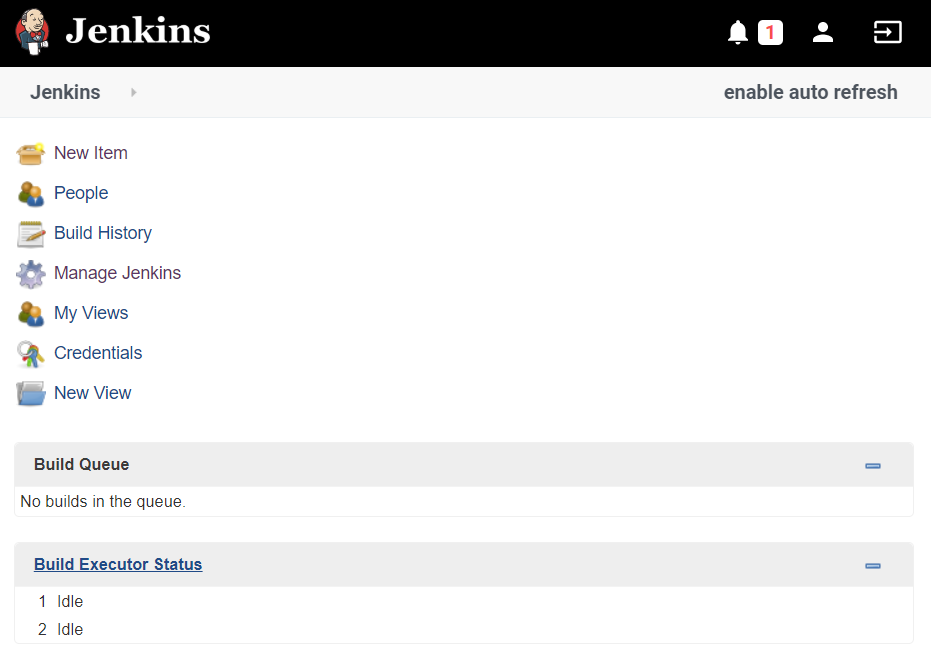 Jenkins
1
Jenkins
enable auto refresh
New Item
People
Build History
Manage Jenkins
My Views
Credentials
New View
Build Queue
No builds in the queue.
Build Executor Status
1 Idle
2 Idle